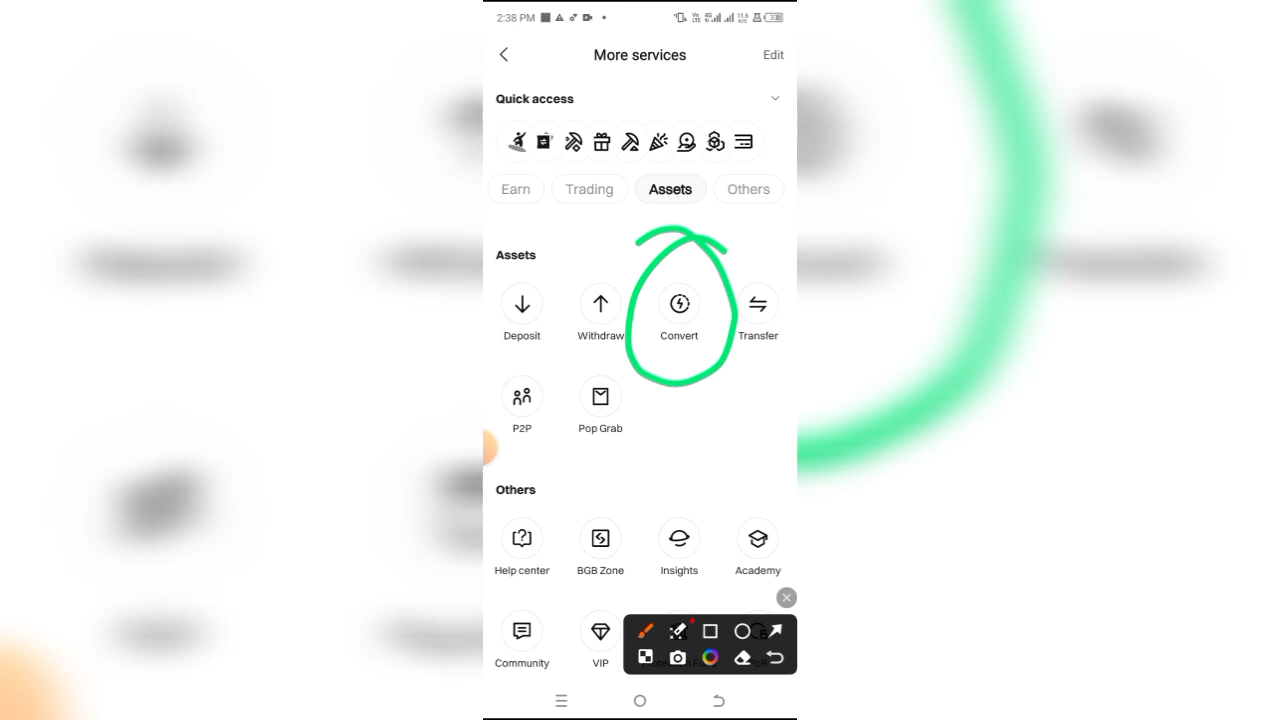 2:38 PM
More services
Edit
Quick access
Earn
Trading
Assets
Others
Assets
Deposit
Withdraw
Convert
Transfer
P2P
Pop Grab
Others
Help center
BGB Zone
Insights
Academy
Community
VIP